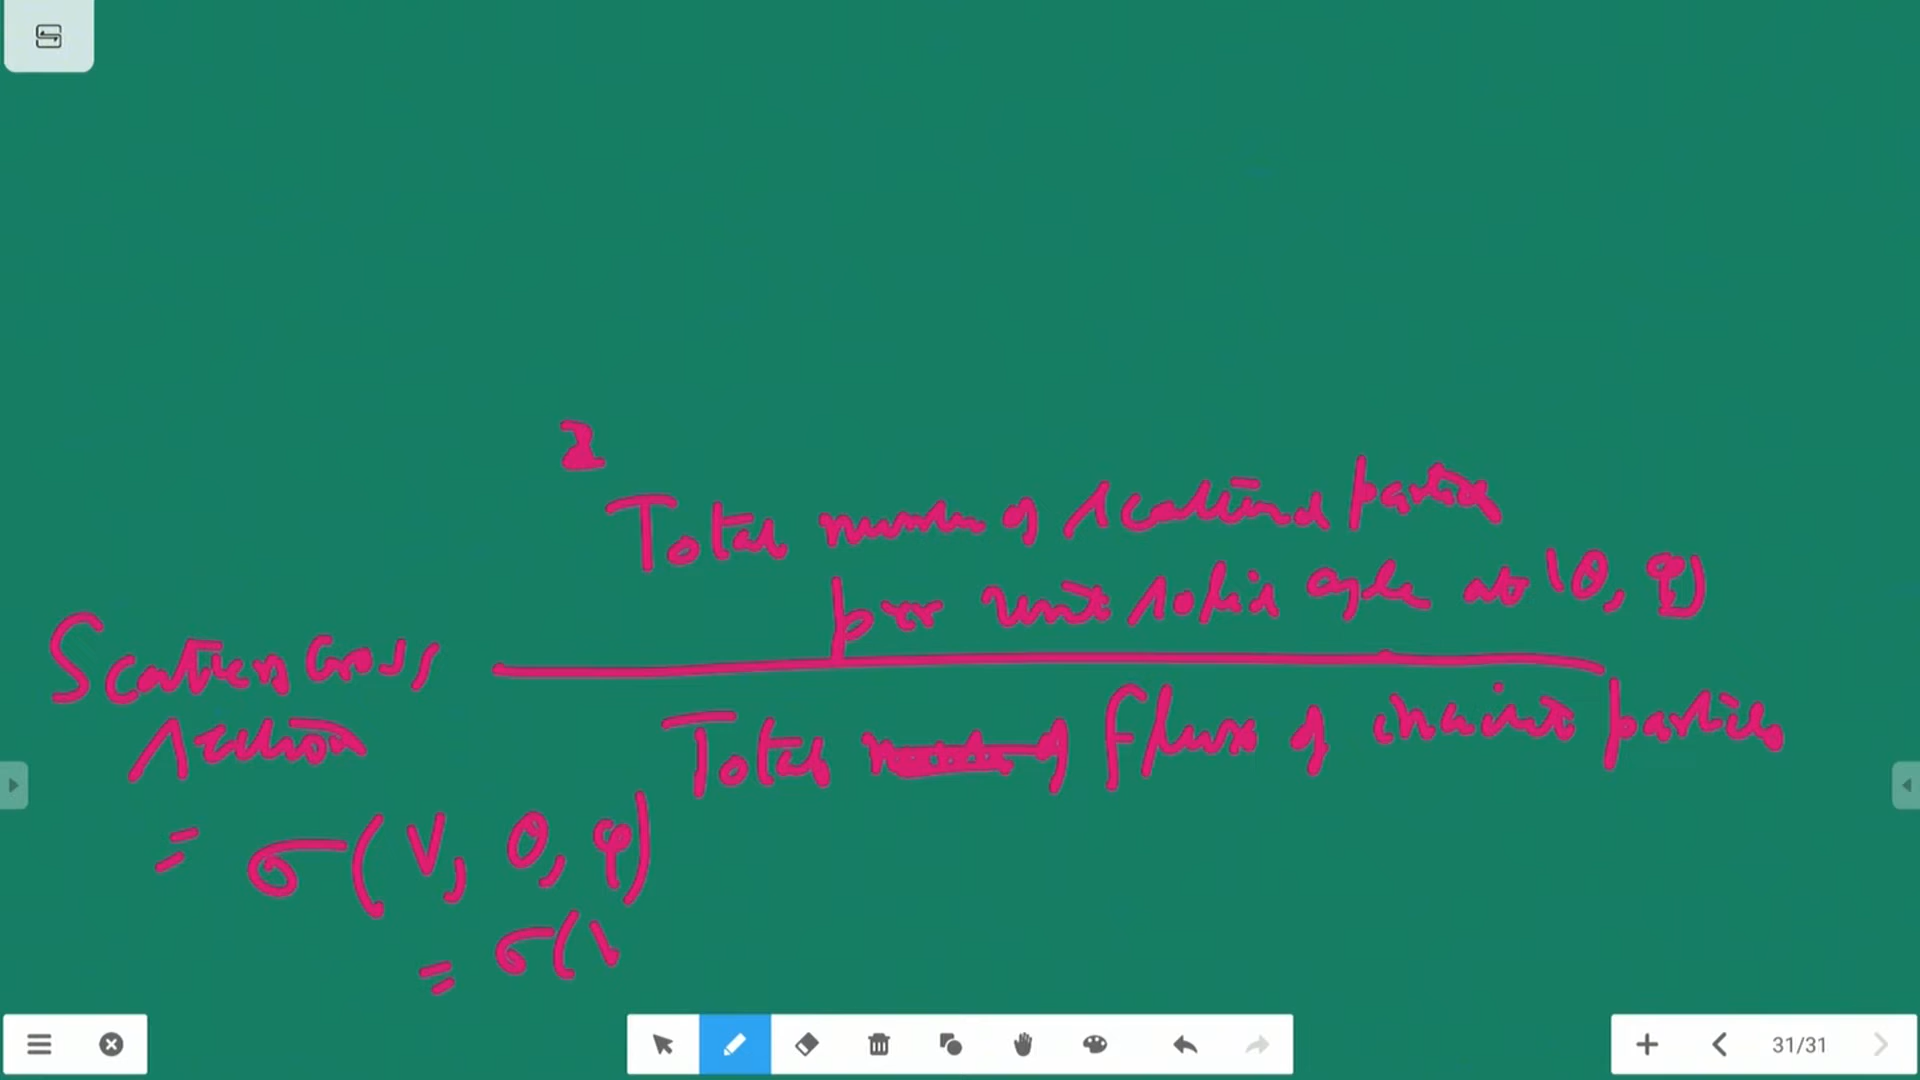 2
Total number of scattered particles
per unit solid angle at (θ, φ)
Scattering Cross
section
Total flux of incident particles
= σ(V, θ, φ)
= σ(
31/31